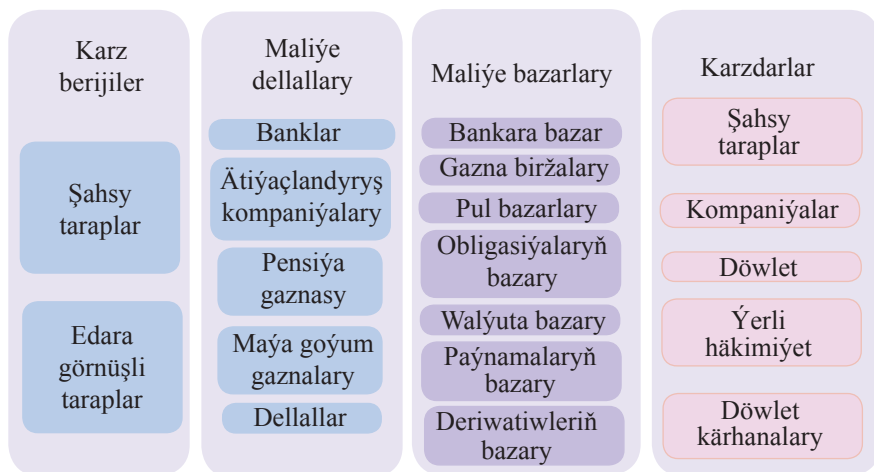 Karz
berijiler
Şahsy
taraplar
Edara
görnüşli
taraplar
Maliýe
dellallary
Banklar
Ätiýaçlandyryş
kompaniýalary
Pensiýa
gaznasy
Maýa goýum
gaznalary
Dellallar
Maliýe bazarlary
Bankara bazar
Gazna biržalary
Pul bazarlary
Obligasiýalaryň
bazary
Walýuta bazary
Paýnamalaryň
bazary
Deriwatiwleriň
bazary
Karzdarlar
Şahsy
taraplar
Kompaniýalar
Döwlet
Ýerli
häkimiýet
Döwlet
kärhanalary